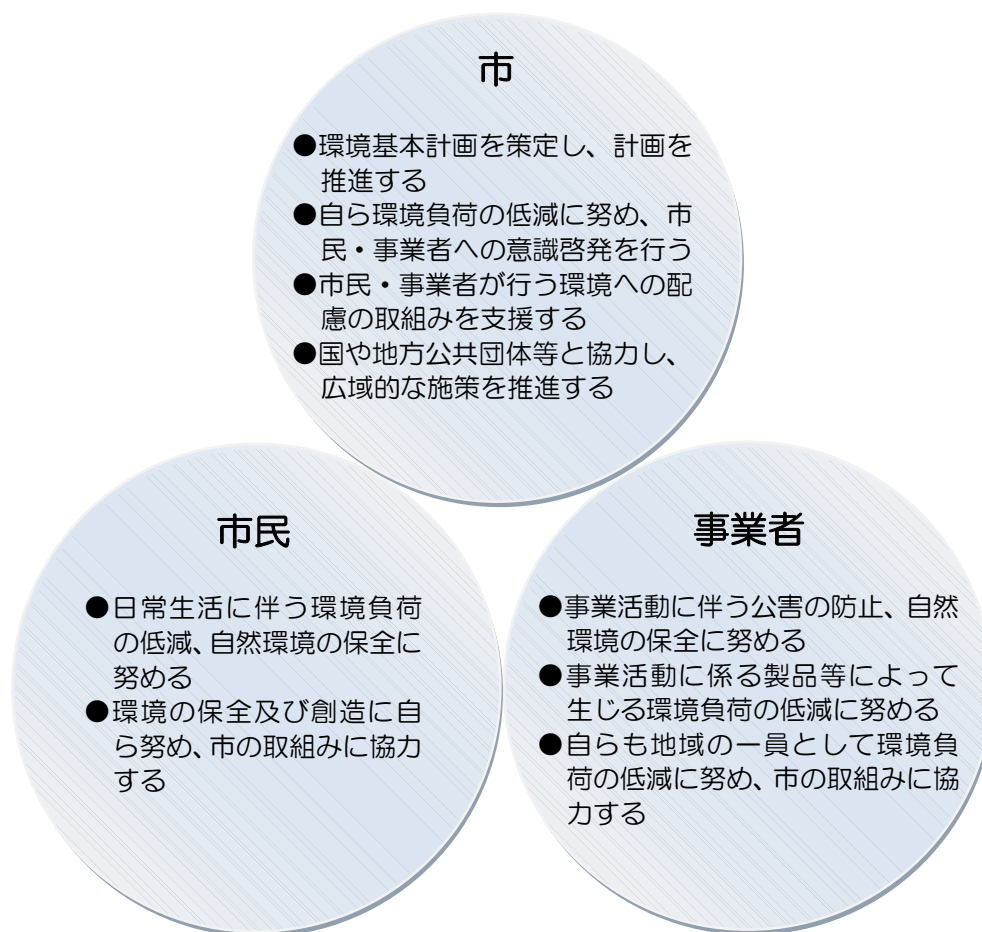 市
●環境基本計画を策定し、計画を
推進する
●自ら環境負荷の低減に努め、市
民・事業者への意識啓発を行う
●市民・事業者が行う環境への配
慮の取組みを支援する
●国や地方公共団体等と協力し、
広域的な施策を推進する
市民
●日常生活に伴う環境負荷
の低減、自然環境の保全に
努める
●環境の保全及び創造に自
ら努め、市の取組みに協力
する
事業者
●事業活動に伴う公害の防止、自然
環境の保全に努める
●事業活動に係る製品等によって
生じる環境負荷の低減に努める
●自らも地域の一員として環境負
荷の低減に努め、市の取組みに協
力する